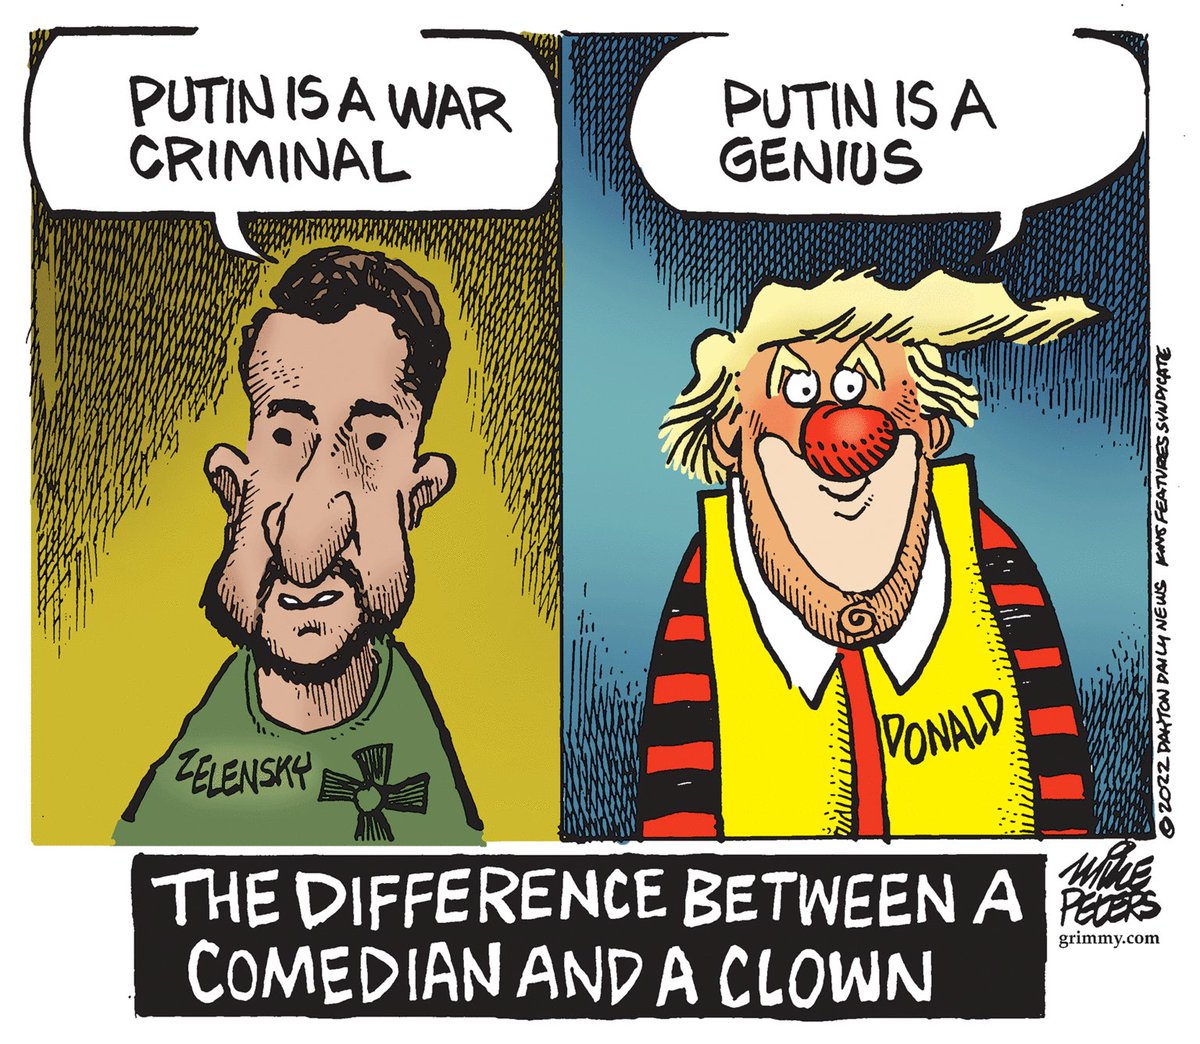 PUTIN IS A WAR
CRIMINAL
PUTIN IS A
GENIUS
ZELENSKY
DONALD
© 2022 DAYTON DAILY NEWS KING FEATURES SYNDICATE
THE DIFFERENCE BETWEEN A
COMEDIAN AND A CLOWN
MIKE
PETERS
grimmy.com